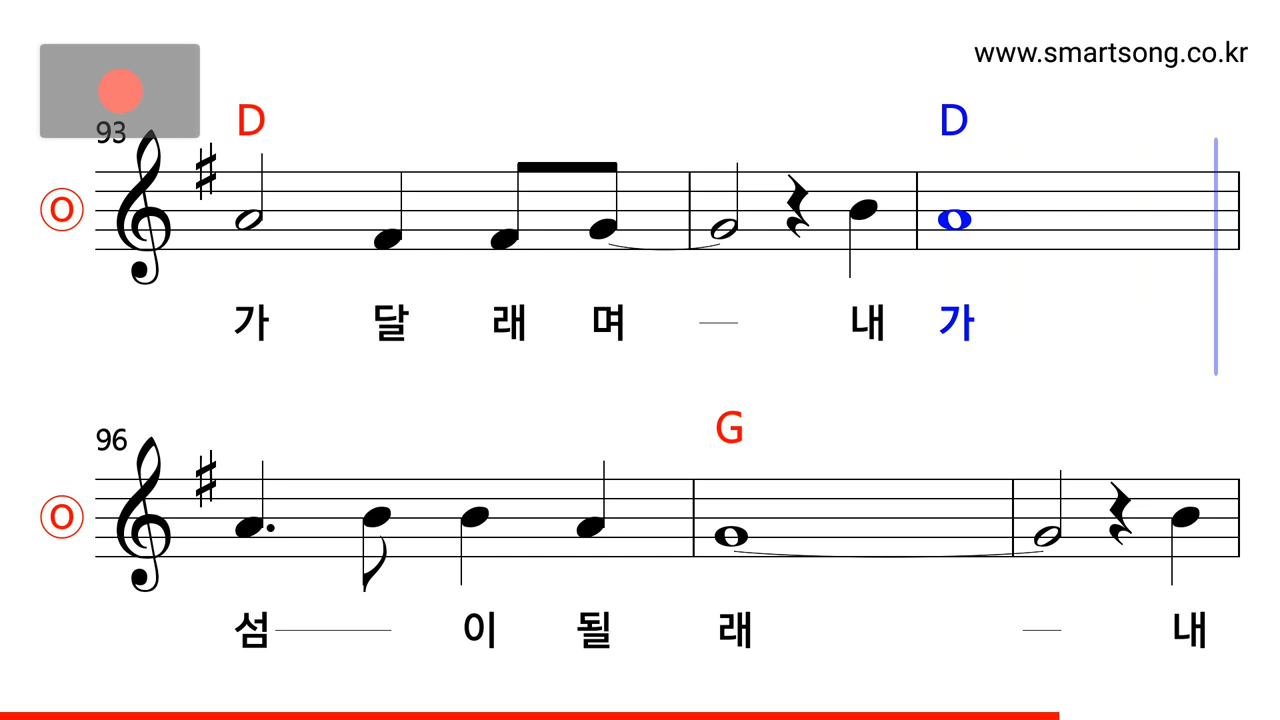 www.smartsong.co.kr
93 D D
O
가 달 래 며 내 가
96 G
O
섬 이 될 래 내